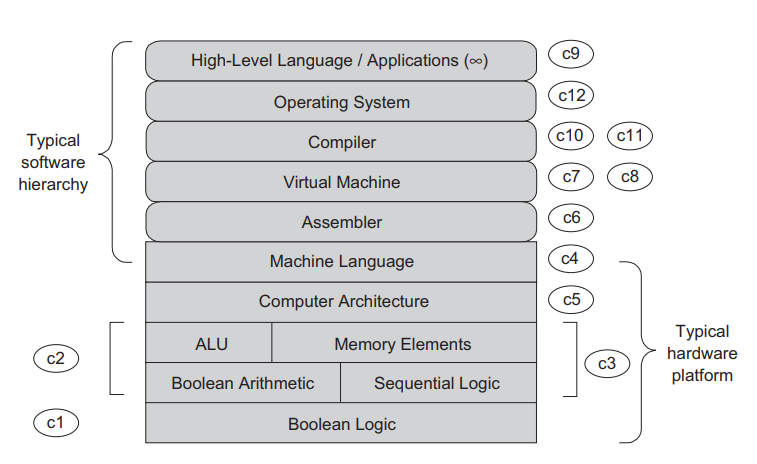 High-Level Language / Applications (∞)
c9
Operating System
c12
Compiler
c10
c11
Typical
software
hierarchy
Virtual Machine
c7
c8
Assembler
c6
Machine Language
c4
Computer Architecture
c5
ALU
Memory Elements
c2
Boolean Arithmetic
Sequential Logic
c3
Typical
hardware
platform
c1
Boolean Logic